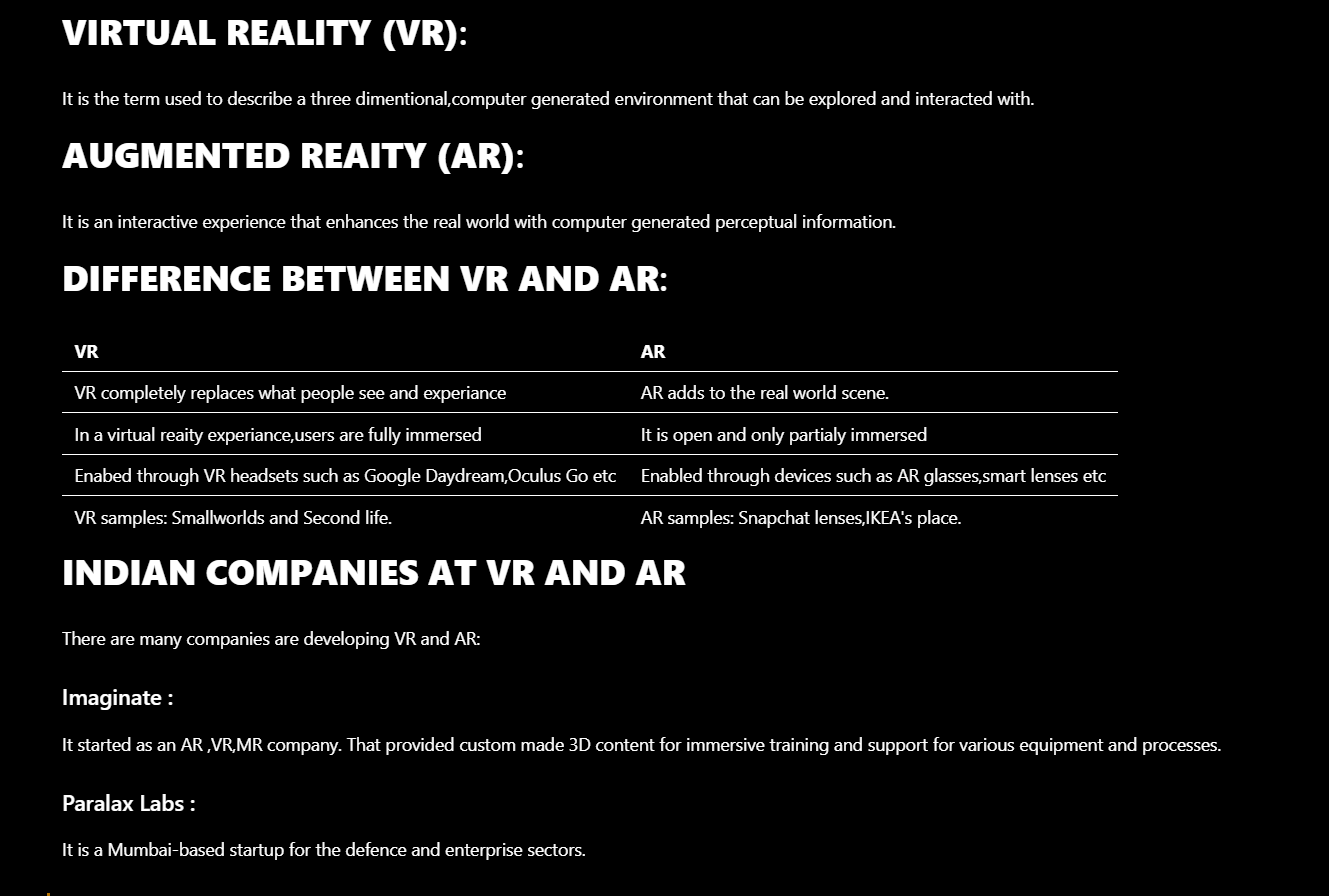 VIRTUAL REALITY (VR):
It is the term used to describe a three dimentional,computer generated environment that can be explored and interacted with.
AUGMENTED REAITY (AR):
It is an interactive experience that enhances the real world with computer generated perceptual information.
DIFFERENCE BETWEEN VR AND AR:
VR AR
VR completely replaces what people see and experiance AR adds to the real world scene.
In a virtual reaity experiance,users are fully immersed It is open and only partialy immersed
Enabed through VR headsets such as Google Daydream,Oculus Go etc Enabled through devices such as AR glasses,smart lenses etc
VR samples: Smallworlds and Second life. AR samples: Snapchat lenses,IKEA's place.
INDIAN COMPANIES AT VR AND AR
There are many companies are developing VR and AR:
Imaginate :
It started as an AR ,VR,MR company. That provided custom made 3D content for immersive training and support for various equipment and processes.
Paralax Labs :
It is a Mumbai-based startup for the defence and enterprise sectors.